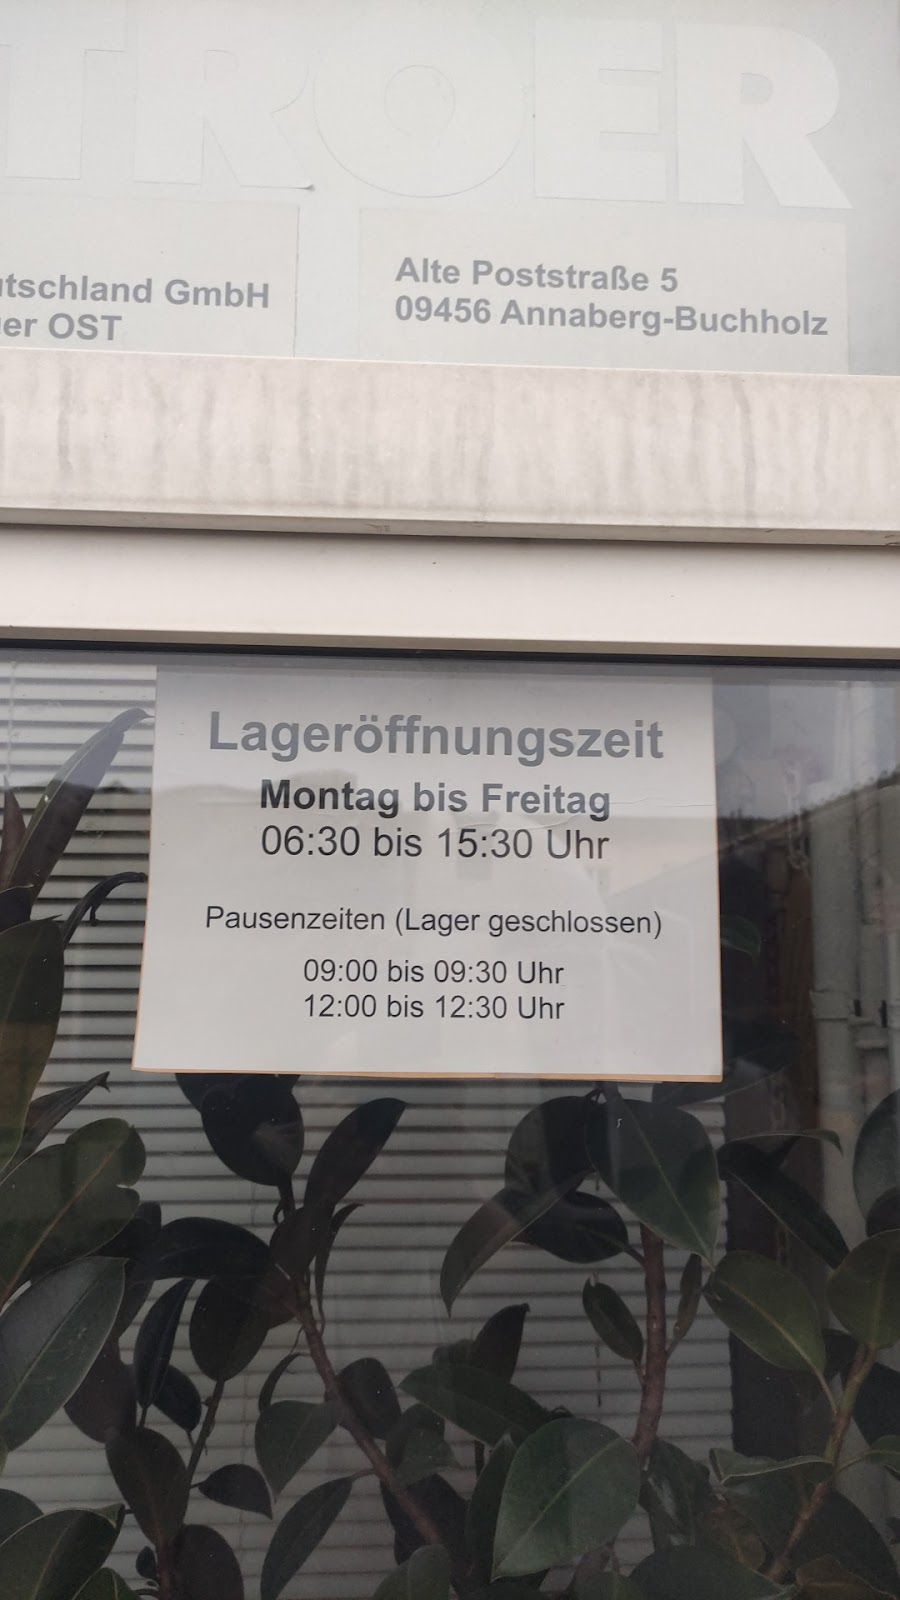 TROER
utschland GmbH
er OST
Alte Poststraße 5
09456 Annaberg-Buchholz
Lageröffnungszeit
Montag bis Freitag
06:30 bis 15:30 Uhr
Pausenzeiten (Lager geschlossen)
09:00 bis 09:30 Uhr
12:00 bis 12:30 Uhr